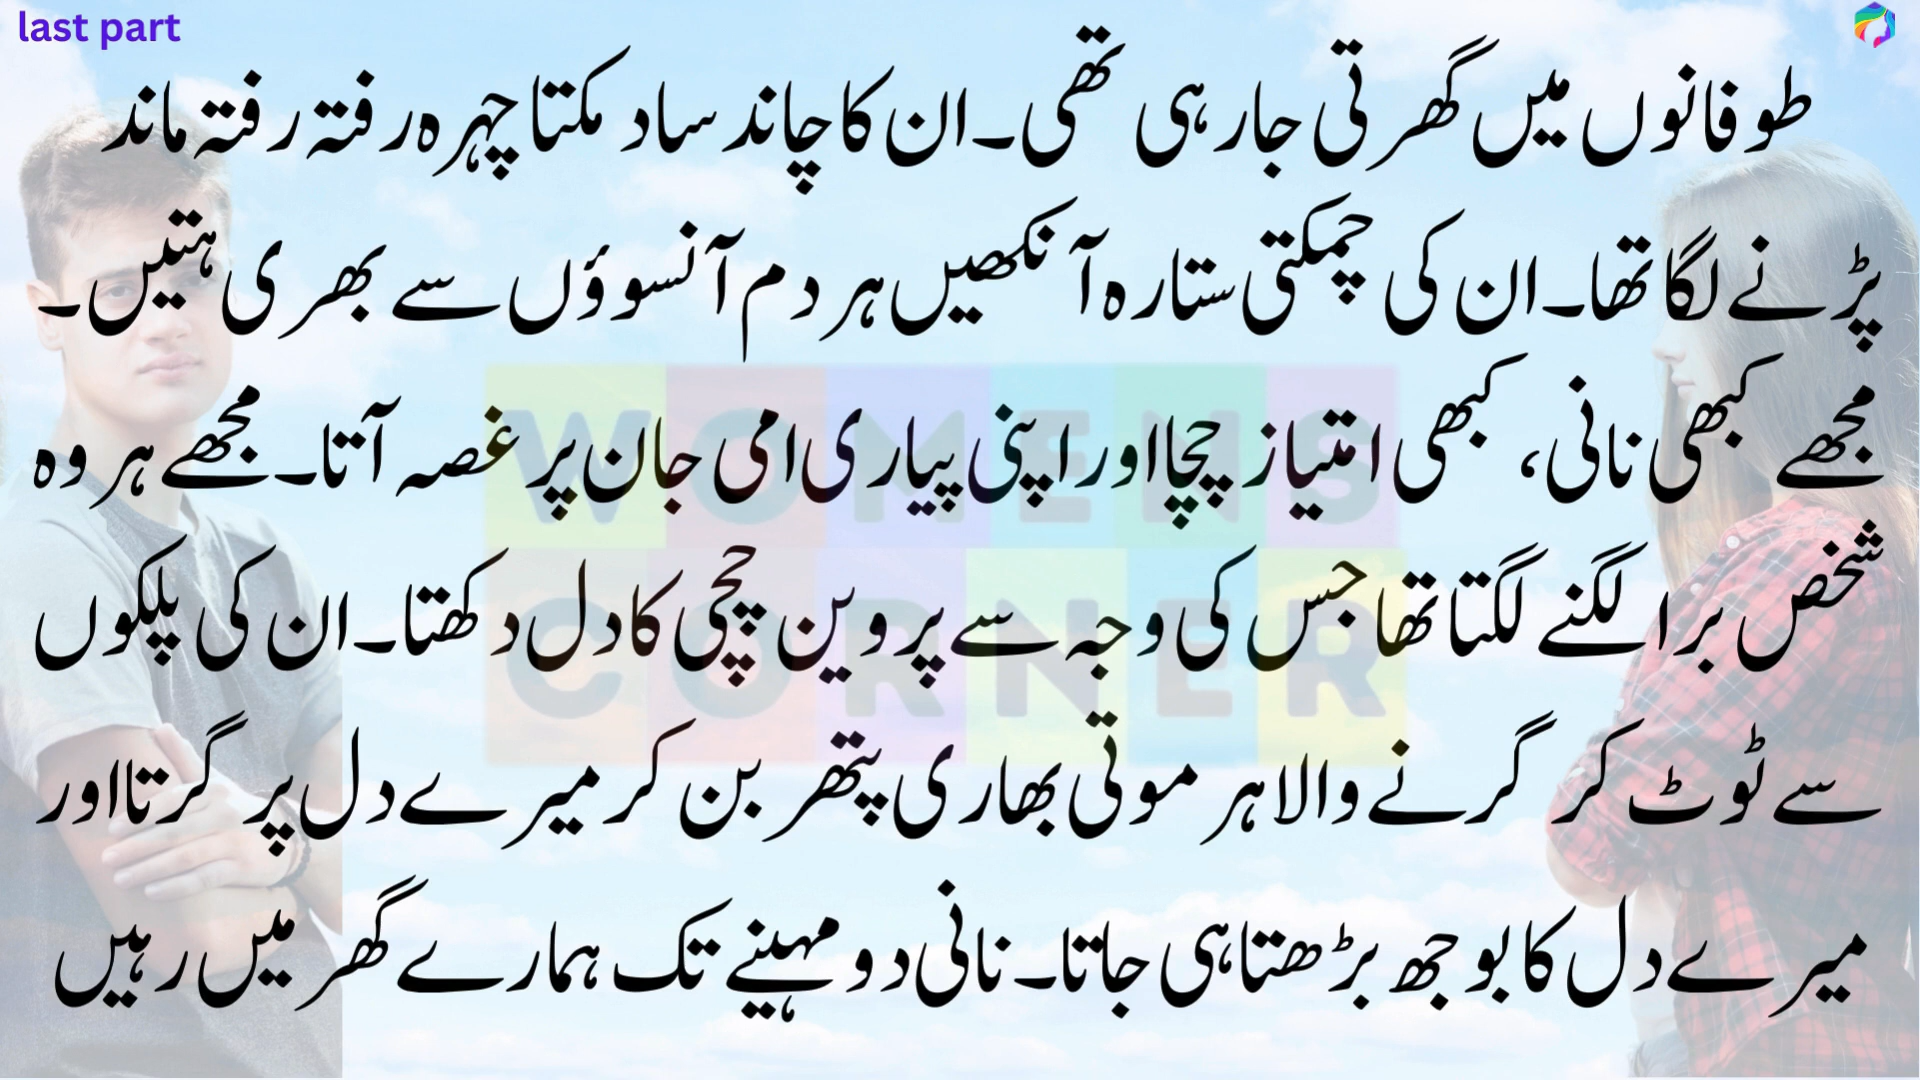 last part
طوفانوں میں گھرتی جارہی تھی۔ان کا چاند سا دمکتا چہرہ رفتہ رفتہ ماند
پڑنے لگا تھا۔ان کی چمکتی ستارہ آنکھیں ہر دم آنسوؤں سے بھری ہتیں۔
مجھے کبھی نانی، کبھی امتیاز چچا اور اپنی پیاری امی جان پر غصہ آتا۔مجھے ہر وہ
شخص برا لگنے لگتا تھا جس کی وجہ سے پروین چچی کا دل دکھتا۔ان کی پلکوں
سے ٹوٹ کر گرنے والا ہر موتی بھاری پتھر بن کر میرے دل پر گرتا اور
میرے دل کا بوجھ بڑھتا ہی جاتا۔نانی دو مہینے تک ہمارے گھر میں رہیں
WOMENS
CORNER